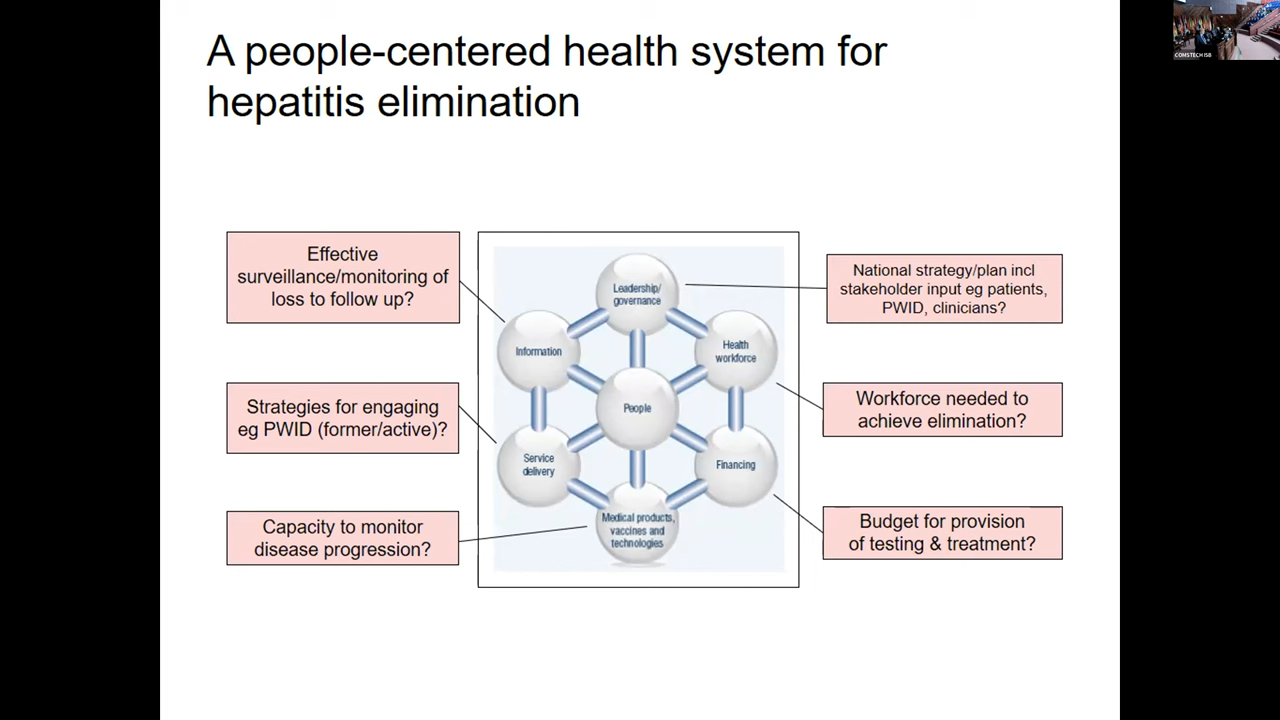 A people-centered health system for
hepatitis elimination
Effective
surveillance/monitoring of
loss to follow up?
Strategies for engaging
eg PWID (former/active)?
Capacity to monitor
disease progression?
Leadership/
governance
Information
Health
workforce
People
Service
delivery
Financing
Medical products,
vaccines and
technologies
National strategy/plan incl
stakeholder input eg patients,
PWID, clinicians?
Workforce needed to
achieve elimination?
Budget for provision
of testing & treatment?
COMSTECH ISB